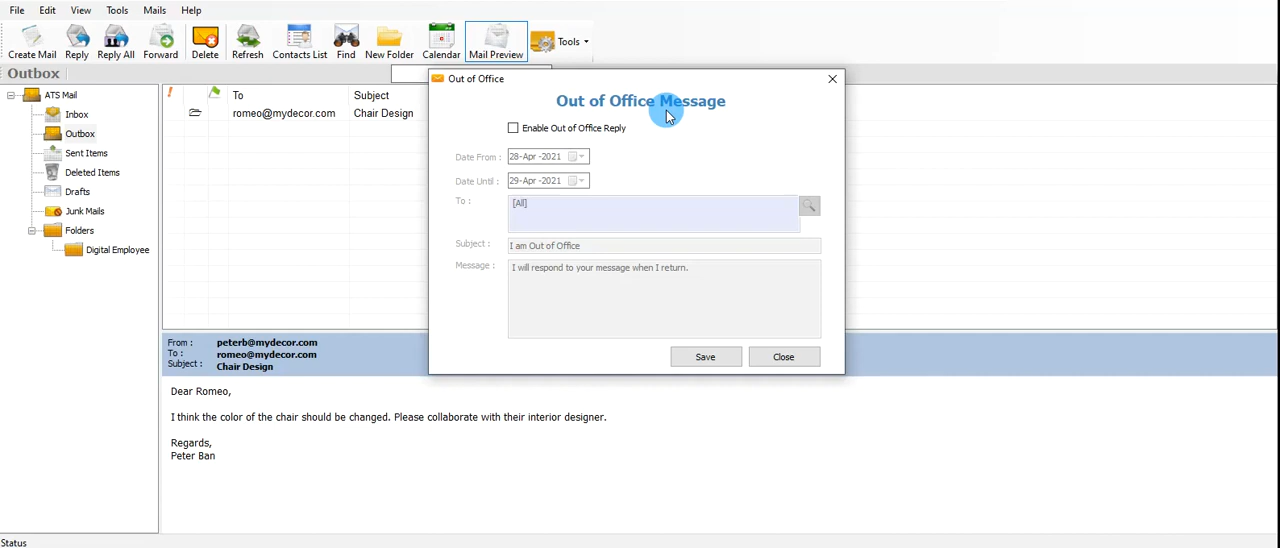 File Edit View Tools Mails Help
Create Mail Reply Reply All Forward Delete Refresh Contacts List Find New Folder Calendar Mail Preview Tools
Outbox
ATS Mail
Inbox
Outbox
Sent Items
Deleted Items
Drafts
Junk Mails
Folders
Digital Employee
To Subject
romeo@mydecor.com Chair Design
Out of Office
Out of Office Message
Enable Out of Office Reply
Date From : 28-Apr -2021
Date Until : 29-Apr -2021
To : [All]
Subject : I am Out of Office
Message : I will respond to your message when I return.
Save Close
From : peterb@mydecor.com
To : romeo@mydecor.com
Subject : Chair Design
Dear Romeo,
I think the color of the chair should be changed. Please collaborate with their interior designer.
Regards,
Peter Ban
Status